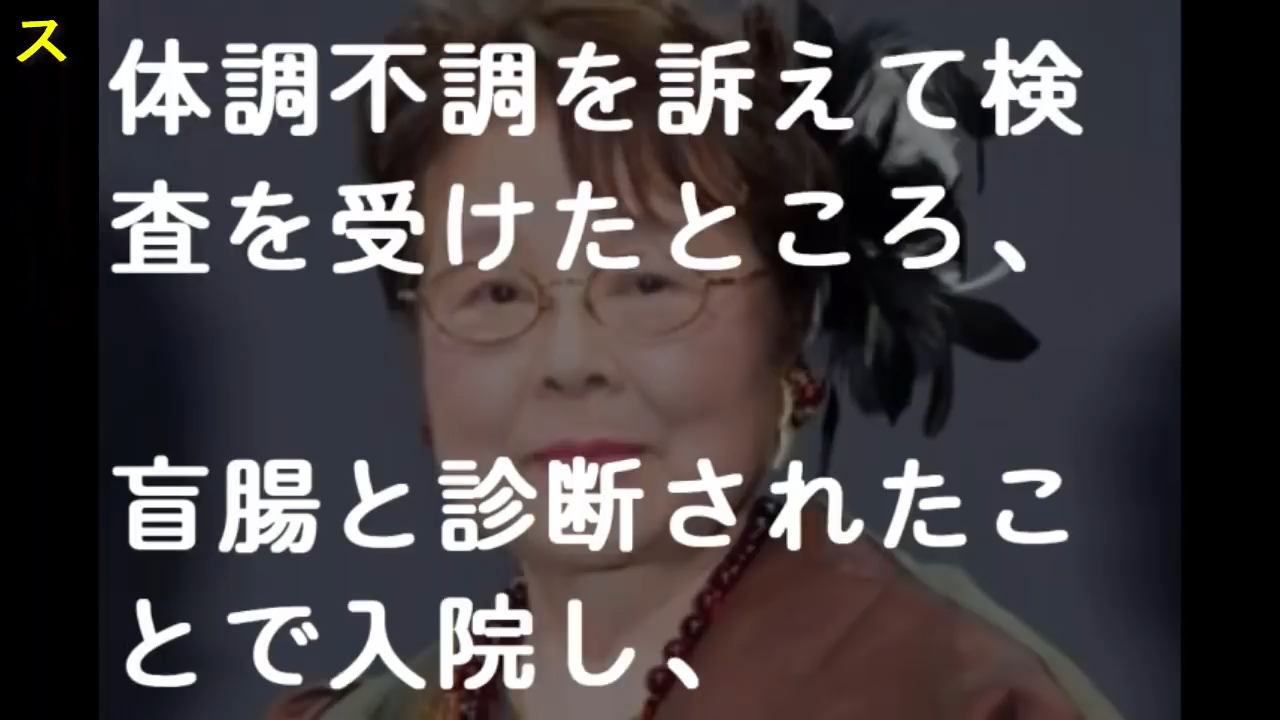 ス
体調不調を訴えて検
査を受けたところ、
盲腸と診断されたこ
とで入院し、